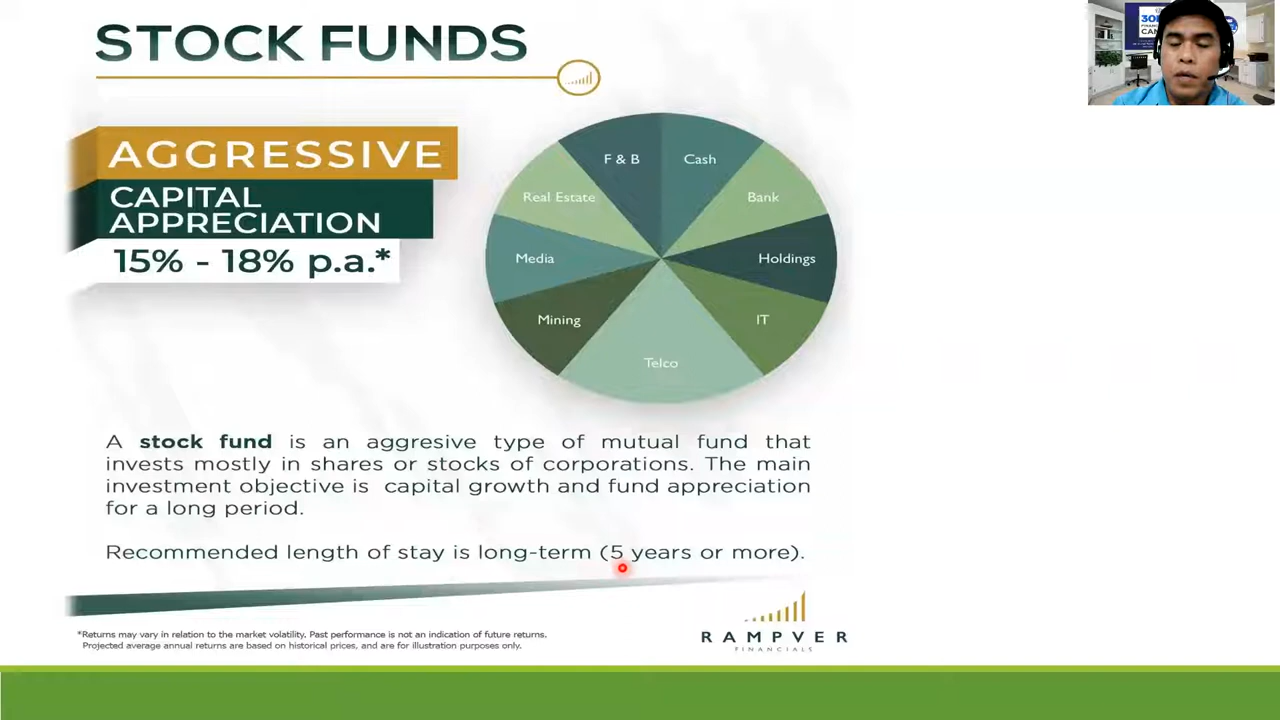 STOCK FUNDS
AGGRESSIVE
CAPITAL
APPRECIATION
15% - 18% p.a.*
F & B
Cash
Real Estate
Bank
Media
Holdings
Mining
IT
Telco
A stock fund is an aggresive type of mutual fund that
invests mostly in shares or stocks of corporations. The main
investment objective is capital growth and fund appreciation
for a long period.
Recommended length of stay is long-term (5 years or more).
*Returns may vary in relation to the market volatility. Past performance is not an indication of future returns.
Projected average annual returns are based on historical prices, and are for illustration purposes only.
RAMPVER
FINANCIALS